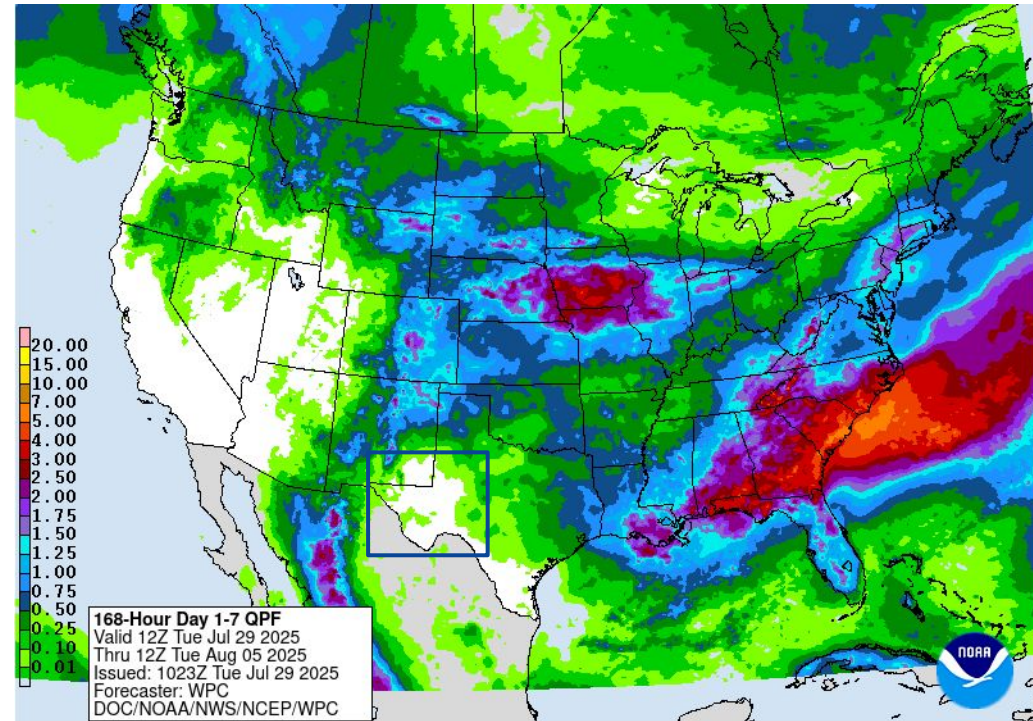 20.00
15.00
10.00
7.00
5.00
4.00
3.00
2.50
2.00
1.75
1.50
1.25
1.00
0.75
0.50
0.25
0.10
0.01
168-Hour Day 1-7 QPF
Valid 12Z Tue Jul 29 2025
Thru 12Z Tue Aug 05 2025
Issued: 1023Z Tue Jul 29 2025
Forecaster: WPC
DOC/NOAA/NWS/NCEP/WPC
NOAA